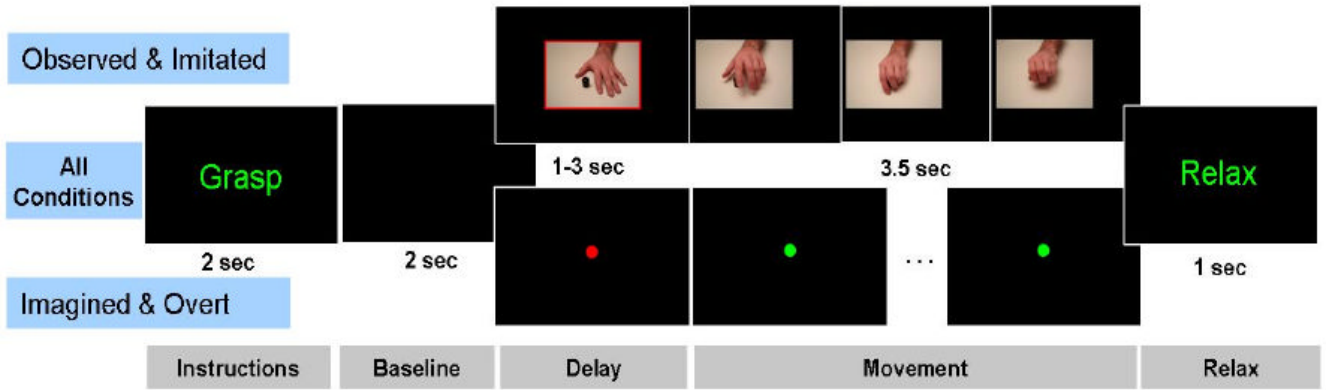 Observed & Imitated
All
Conditions
Grasp
1-3 sec
3.5 sec
Relax
2 sec
2 sec
...
1 sec
Imagined & Overt
Instructions
Baseline
Delay
Movement
Relax